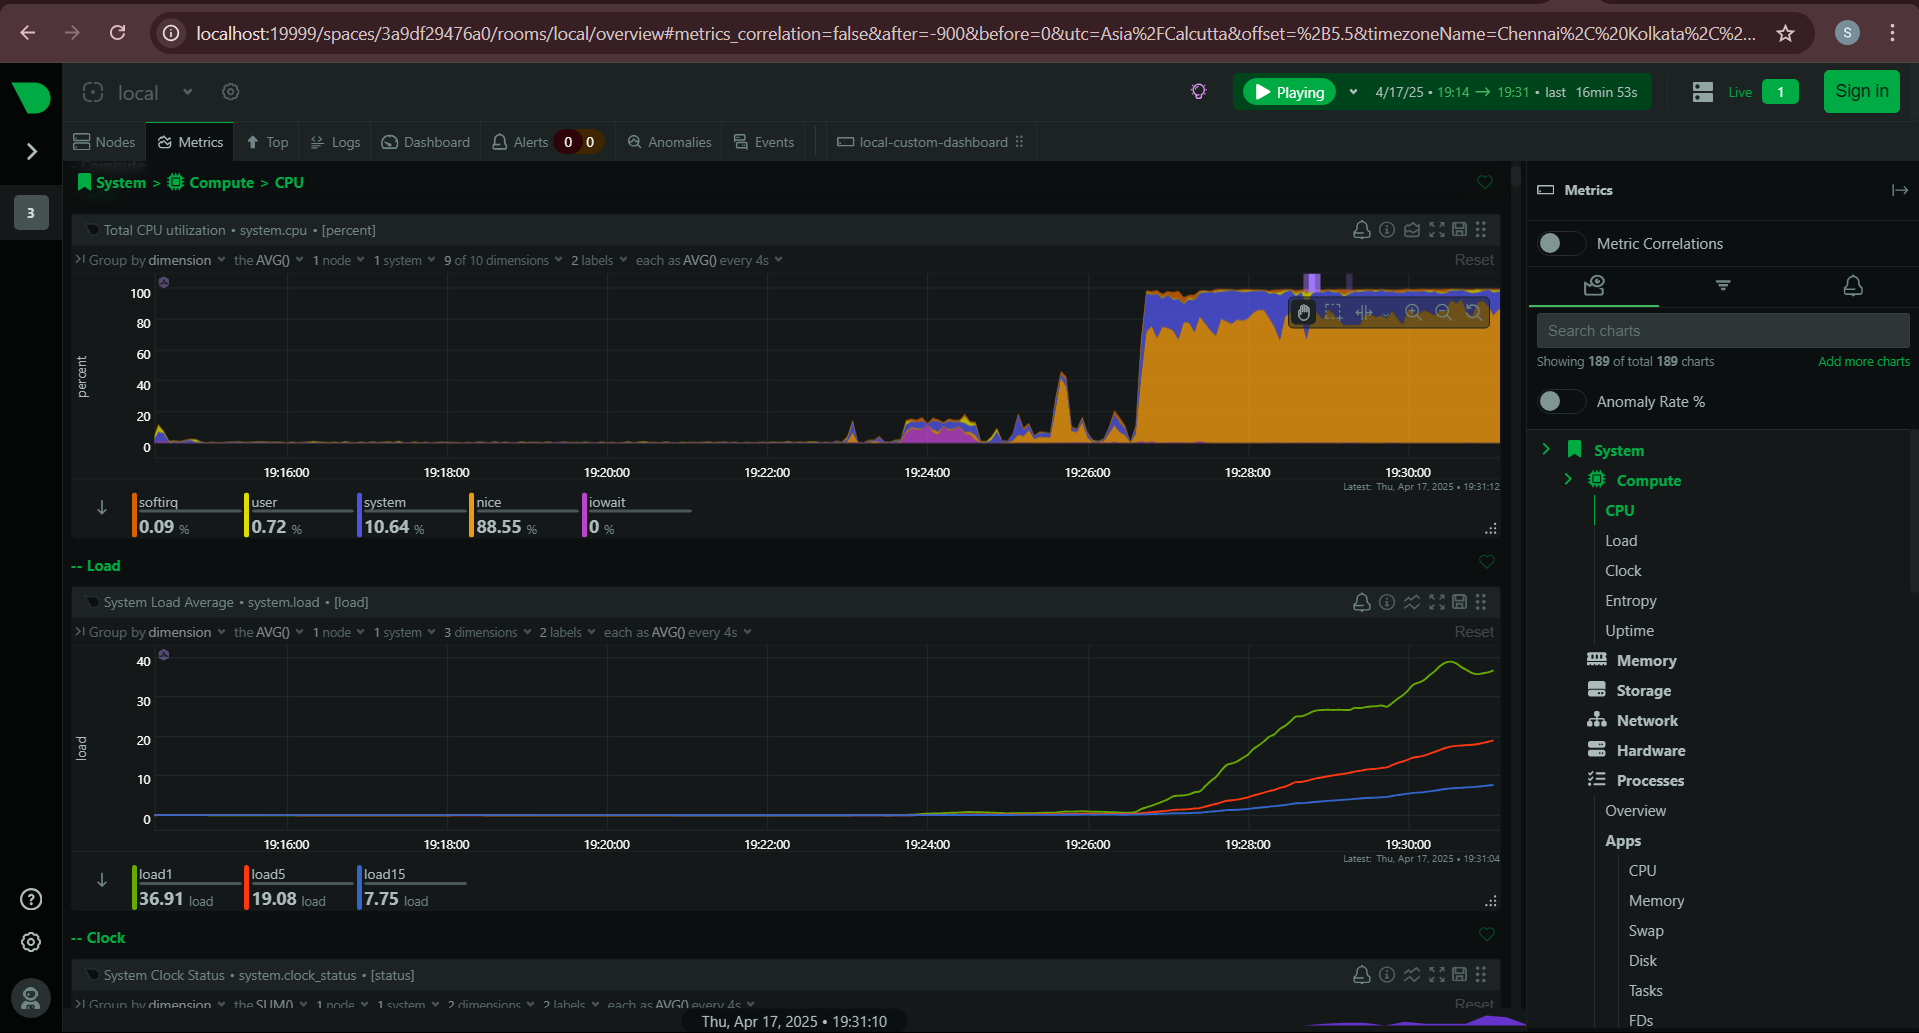 localhost:19999/spaces/3a9df29476a0/rooms/local/overview#metrics_correlation=false&after=-900&before=0&utc=Asia%2FCalcutta&offset=%2B5.5&timezoneName=Chennai%2C%20Kolkata%2C%2...
S
local
Playing
4/17/25 • 19:14 → 19:31 • last 16min 53s
Live 1
Sign in
Nodes Metrics Top Logs Dashboard Alerts 0 0 Anomalies Events local-custom-dashboard
3
System > Compute > CPU
Total CPU utilization • system.cpu • [percent]
Group by dimension the AVG() 1 node 1 system 9 of 10 dimensions 2 labels each as AVG() every 4s Reset
percent
100
80
60
40
20
0
19:16:00 19:18:00 19:20:00 19:22:00 19:24:00 19:26:00 19:28:00 19:30:00
Latest: Thu, Apr 17, 2025 • 19:31:12
softirq user system nice iowait
0.09 % 0.72 % 10.64 % 88.55 % 0 %
-- Load
System Load Average • system.load • [load]
Group by dimension the AVG() 1 node 1 system 3 dimensions 2 labels each as AVG() every 4s Reset
load
40
30
20
10
0
19:16:00 19:18:00 19:20:00 19:22:00 19:24:00 19:26:00 19:28:00 19:30:00
Latest: Thu, Apr 17, 2025 • 19:31:04
load1 load5 load15
36.91 load 19.08 load 7.75 load
-- Clock
System Clock Status • system.clock_status • [status]
Group by dimension the SUM() 1 node 1 system 2 dimensions 2 labels each as AVG() every 4s Reset
Thu, Apr 17, 2025 • 19:31:10
Metrics
Metric Correlations
Search charts
Showing 189 of total 189 charts Add more charts
Anomaly Rate %
System
Compute
CPU
Load
Clock
Entropy
Uptime
Memory
Storage
Network
Hardware
Processes
Overview
Apps
CPU
Memory
Swap
Disk
Tasks
FDs